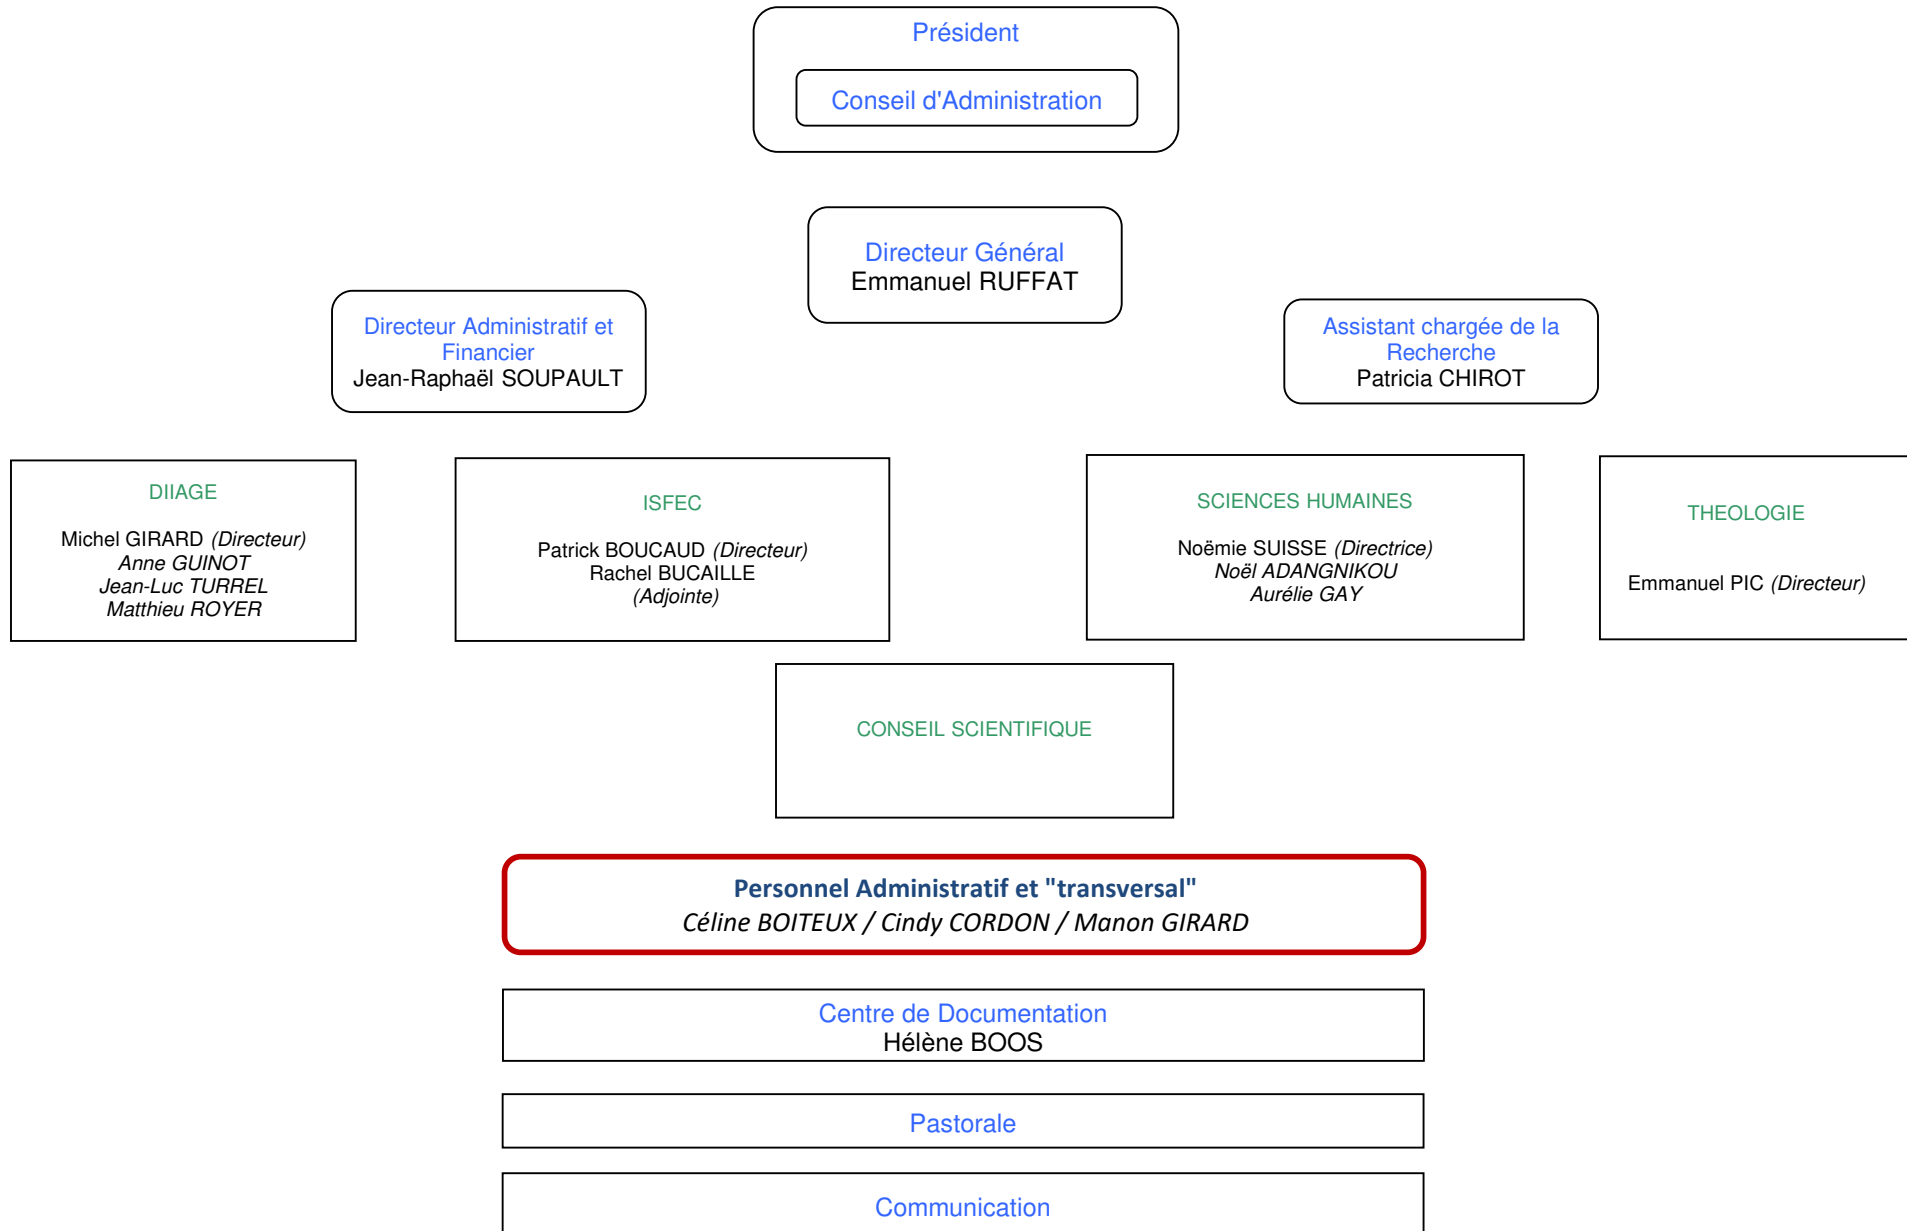 Président
Conseil d'Administration
Directeur Général
Emmanuel RUFFAT
Directeur Administratif et
Financier
Jean-Raphaël SOUPAULT
Assistant chargée de la
Recherche
Patricia CHIROT
DIIAGE
Michel GIRARD (Directeur)
Anne GUINOT
Jean-Luc TURREL
Matthieu ROYER
ISFEC
Patrick BOUCAUD (Directeur)
Rachel BUCAILLE
(Adjointe)
SCIENCES HUMAINES
Noëmie SUISSE (Directrice)
Noël ADANGNIKOU
Aurélie GAY
THEOLOGIE
Emmanuel PIC (Directeur)
CONSEIL SCIENTIFIQUE
Personnel Administratif et "transversal"
Céline BOITEUX / Cindy CORDON / Manon GIRARD
Centre de Documentation
Hélène BOOS
Pastorale
Communication